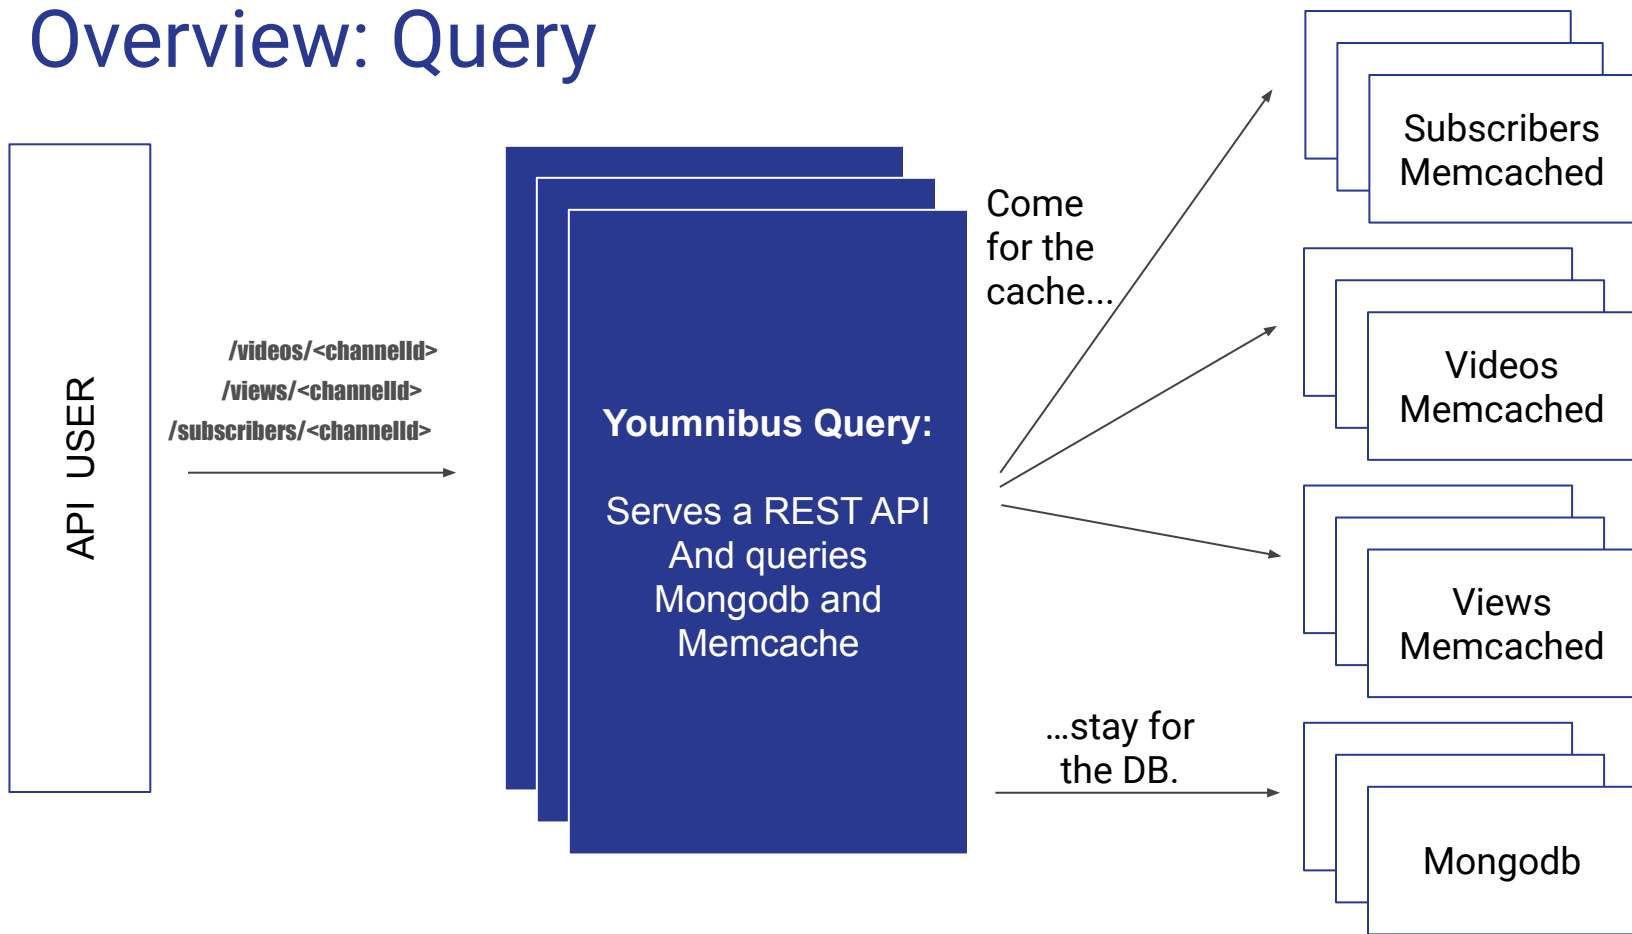 Overview: Query
API USER
/videos/<channelId>
/views/<channelId>
/subscribers/<channelId>
Youmnibus Query:
Serves a REST API
And queries
Mongodb and
Memcache
Come
for the
cache...
...stay for
the DB.
Subscribers
Memcached
Videos
Memcached
Views
Memcached
Mongodb